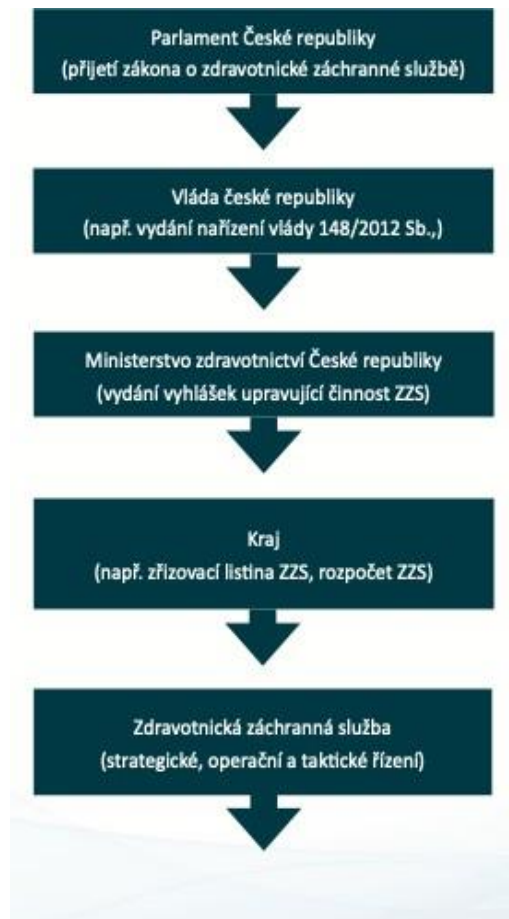 Parlament České republiky
(přijetí zákona o zdravotnické záchranné službě)
Vláda české republiky
(např. vydání nařízení vlády 148/2012 Sb.,)
Ministerstvo zdravotnictví České republiky
(vydání vyhlášek upravující činnost ZZS)
Kraj
(např. zřizovací listina ZZS, rozpočet ZZS)
Zdravotnická záchranná služba
(strategické, operační a taktické řízení)